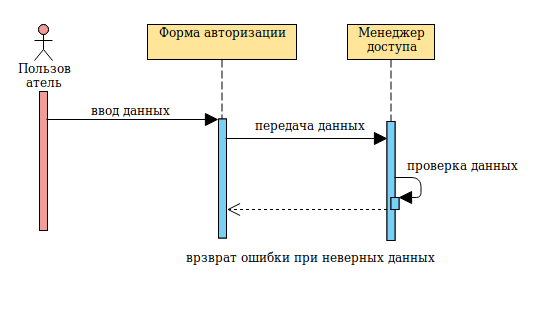 Форма авторизации
Менеджер
доступа
Пользов
атель
ввод данных
передача данных
проверка данных
врзврат ошибки при неверных данных